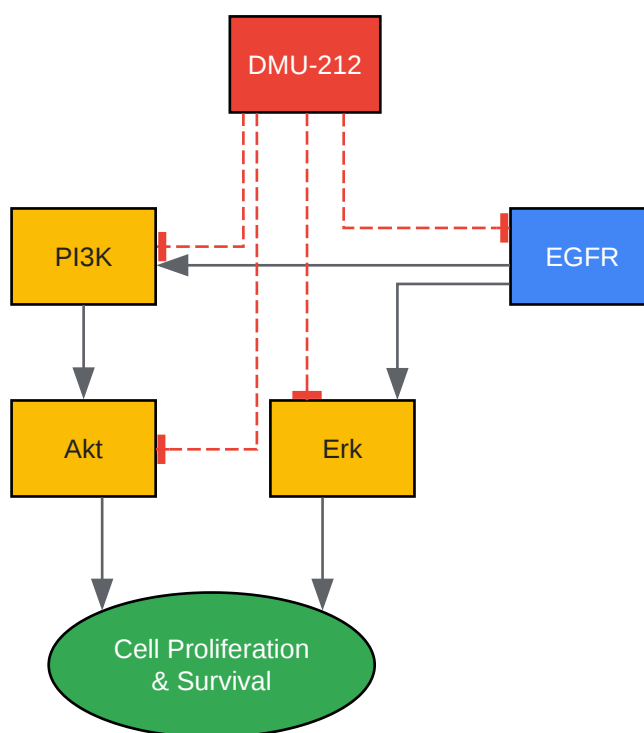 DMU-212
PI3K
EGFR
Akt
Erk
Cell Proliferation
& Survival